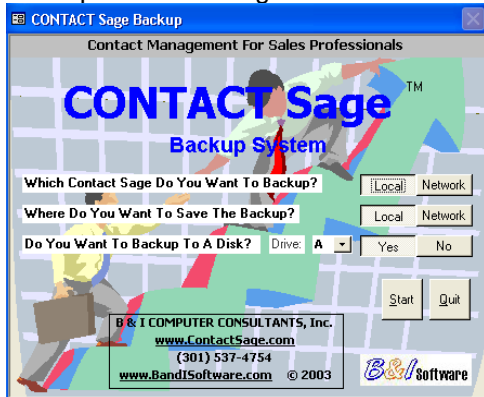 CONTACT Sage Backup
Contact Management For Sales Professionals
CONTACT Sage TM
Backup System
Which Contact Sage Do You Want To Backup? Local Network
Where Do You Want To Save The Backup? Local Network
Do You Want To Backup To A Disk? Drive: A Yes No
Start Quit
B & I COMPUTER CONSULTANTS, Inc.
www.ContactSage.com
(301) 537-4754
www.BandISoftware.com © 2003
B&I Software